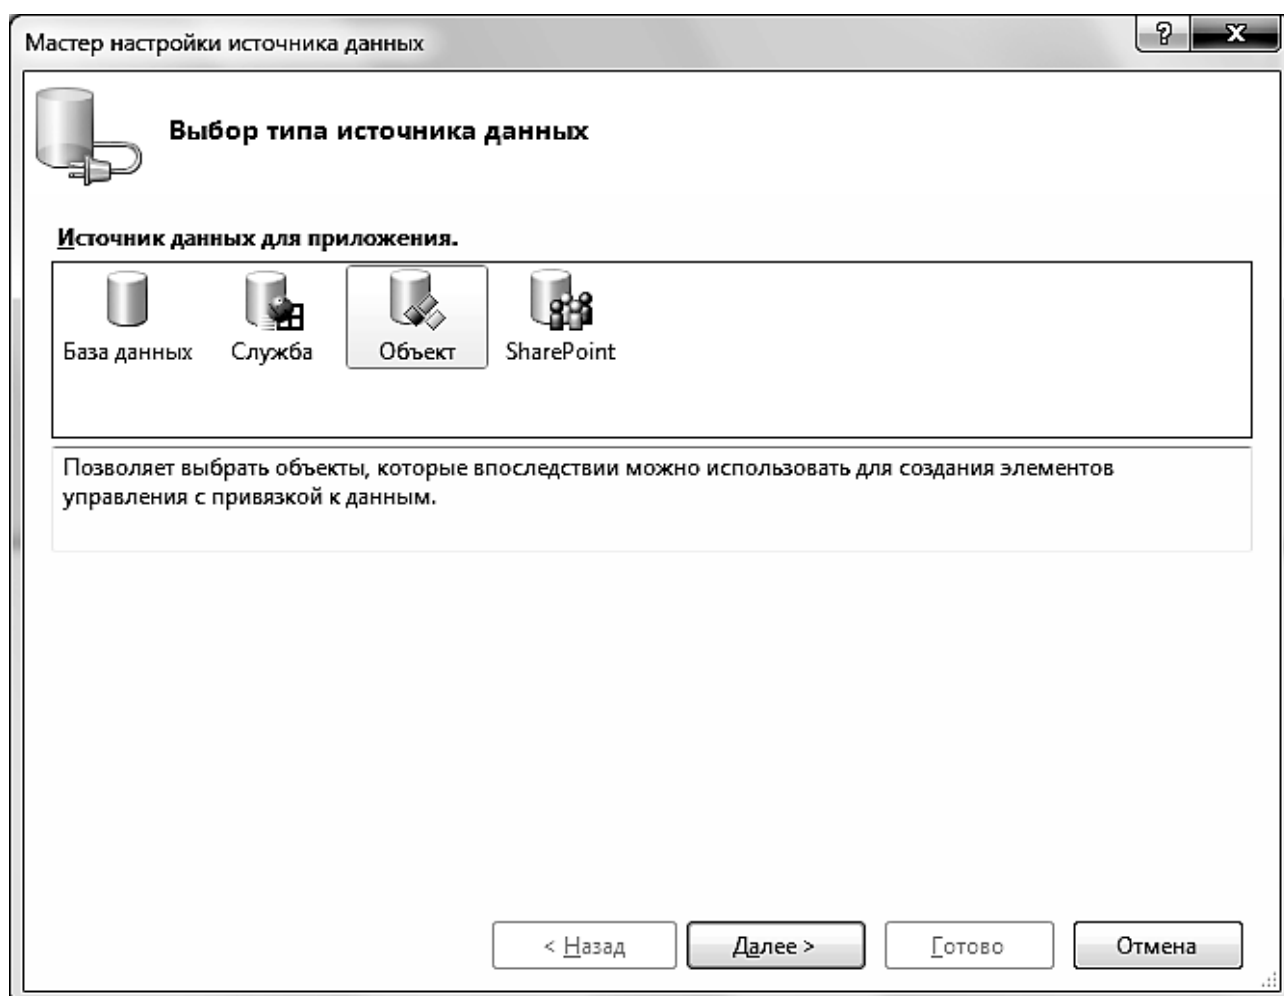 Мастер настройки источника данных
Выбор типа источника данных
Источник данных для приложения.
База данных
Служба
Объект
SharePoint
Позволяет выбрать объекты, которые впоследствии можно использовать для создания элементов
управления с привязкой к данным.
< Назад
Далее >
Готово
Отмена